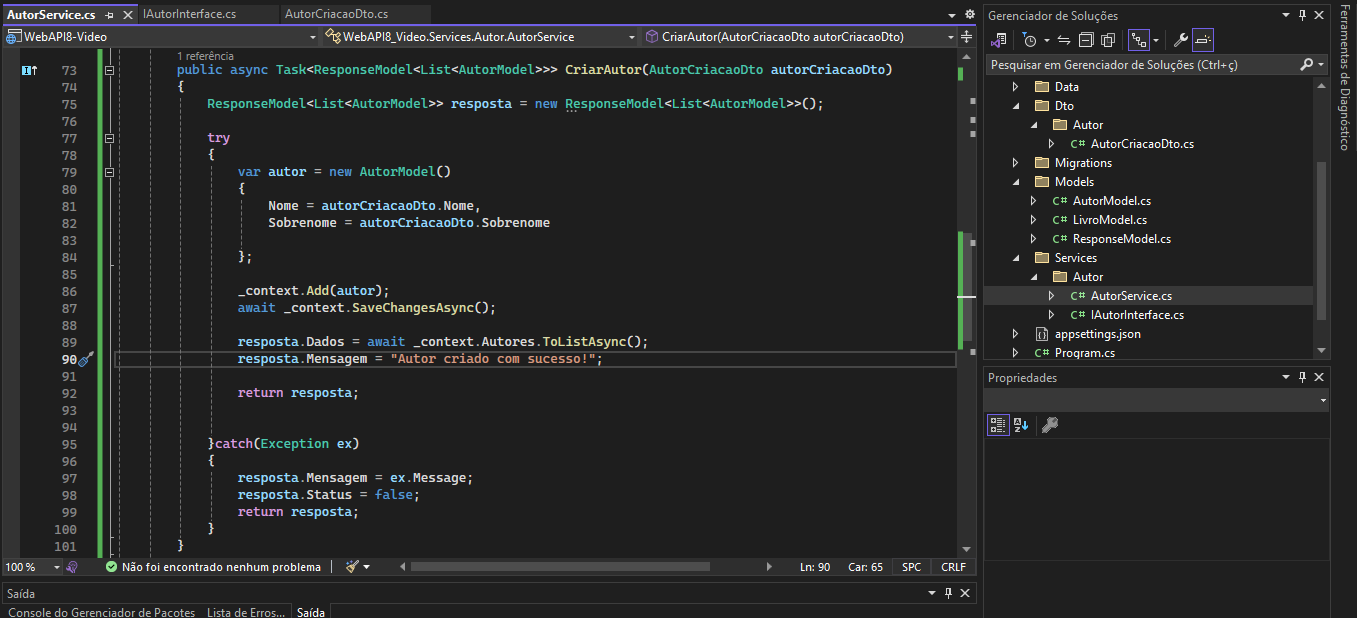 AutorService.cs
IAutorInterface.cs
AutorCriacaoDto.cs
WebAPI8-Video
WebAPI8_Video.Services.Autor.AutorService
CriarAutor(AutorCriacaoDto autorCriacaoDto)
1 referência
73 public async Task<ResponseModel<List<AutorModel>>> CriarAutor(AutorCriacaoDto autorCriacaoDto)
74 {
75 ResponseModel<List<AutorModel>> resposta = new ResponseModel<List<AutorModel>>();
76
77 try
78 {
79 var autor = new AutorModel()
80 {
81 Nome = autorCriacaoDto.Nome,
82 Sobrenome = autorCriacaoDto.Sobrenome
83
84 };
85
86 _context.Add(autor);
87 await _context.SaveChangesAsync();
88
89 resposta.Dados = await _context.Autores.ToListAsync();
90 resposta.Mensagem = "Autor criado com sucesso!";
91
92 return resposta;
93
94
95 }catch(Exception ex)
96 {
97 resposta.Mensagem = ex.Message;
98 resposta.Status = false;
99 return resposta;
100 }
101 }
100 %
Não foi encontrado nenhum problema
Ln: 90
Car: 65
SPC
CRLF
Saída
Console do Gerenciador de Pacotes
Lista de Erros...
Saída
Gerenciador de Soluções
Pesquisar em Gerenciador de Soluções (Ctrl+ç)
Data
Dto
Autor
C# AutorCriacaoDto.cs
Migrations
Models
C# AutorModel.cs
C# LivroModel.cs
C# ResponseModel.cs
Services
Autor
C# AutorService.cs
C# IAutorInterface.cs
appsettings.json
C# Program.cs
Propriedades
Ferramentas de Diagnóstico